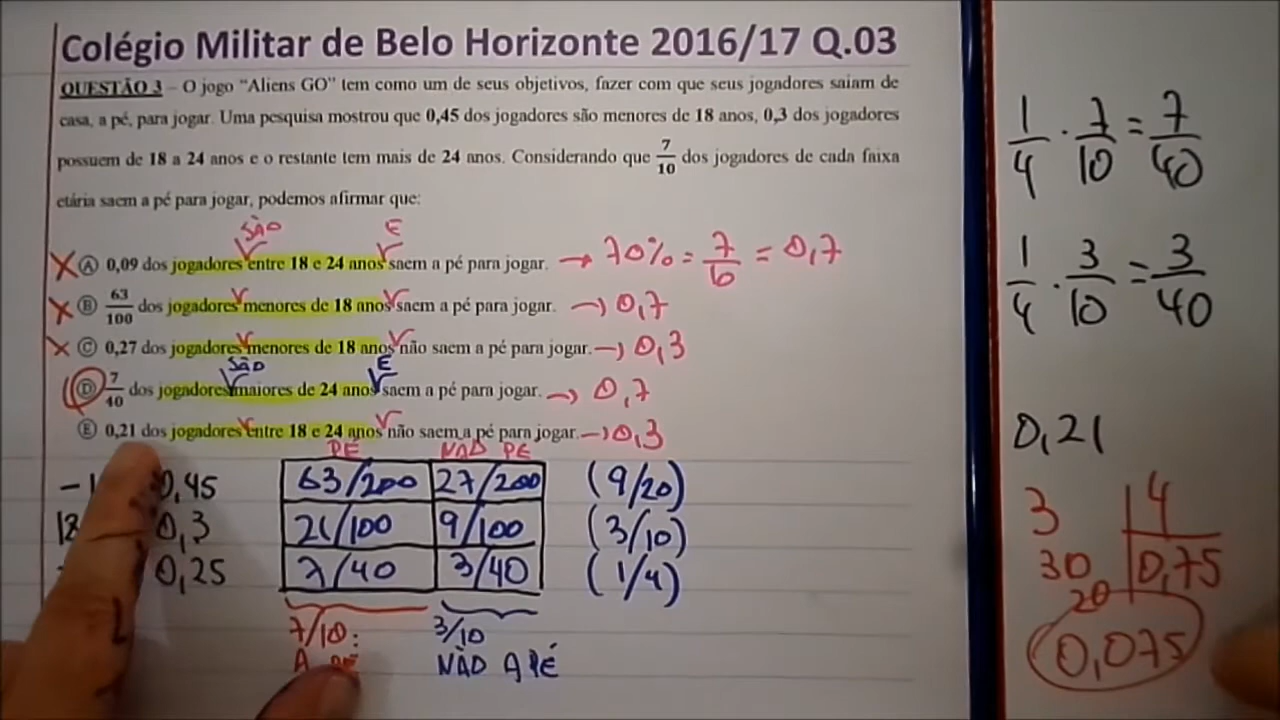 Colégio Militar de Belo Horizonte 2016/17 Q.03
QUESTÃO 3 – O jogo “Aliens GO” tem como um de seus objetivos, fazer com que seus jogadores saiam de
casa, a pé, para jogar. Uma pesquisa mostrou que 0,45 dos jogadores são menores de 18 anos, 0,3 dos jogadores
possuem de 18 a 24 anos e o restante tem mais de 24 anos. Considerando que 7/10 dos jogadores de cada faixa
etária saem a pé para jogar, podemos afirmar que:
SÃO E
X A 0,09 dos jogadores entre 18 e 24 anos saem a pé para jogar. → 70% = 7/10 = 0,7
X B 63/100 dos jogadores menores de 18 anos saem a pé para jogar. → 0,7
X C 0,27 dos jogadores menores de 18 anos não saem a pé para jogar. → 0,3
SÃO E
D 7/40 dos jogadores maiores de 24 anos saem a pé para jogar. → 0,7
E 0,21 dos jogadores entre 18 e 24 anos não saem a pé para jogar. → 0,3
PÉ NÃO PÉ
0,45 63/200 27/200 (9/20)
18 0,3 21/100 9/100 (3/10)
0,25 7/40 3/40 (1/4)
7/10: 3/10
A PÉ NÃO A PÉ
1/4 · 7/10 = 7/40
1/4 · 3/10 = 3/40
0,21
3 4
30 0,75
20
0,075